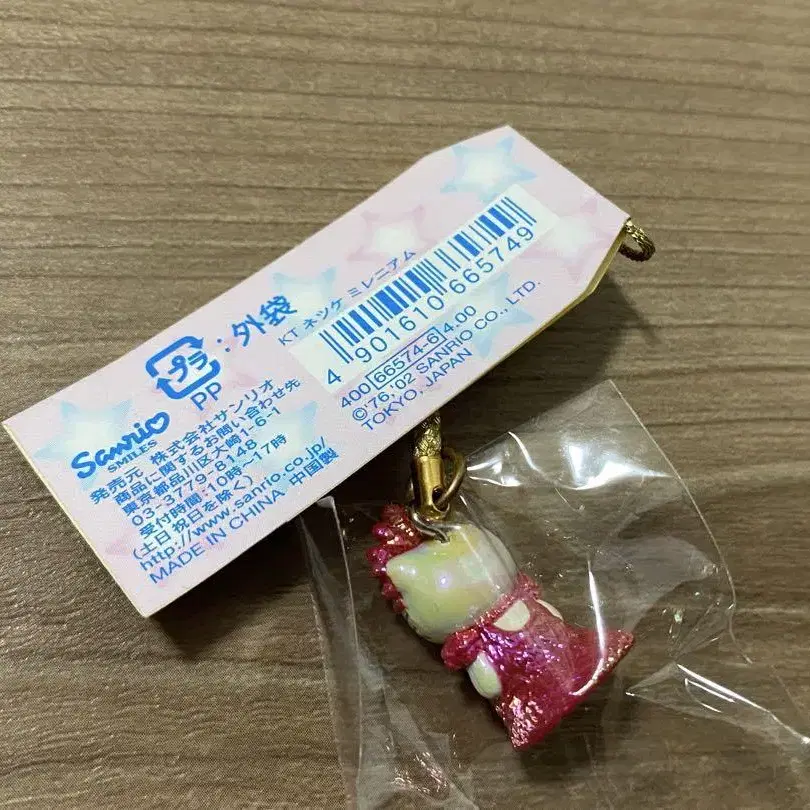 プラ
:外袋
PP
KT ネツケ ミレニアム
4 901610 665749
400 66574-6 4.00
©'76,'02 SANRIO CO., LTD.
TOKYO, JAPAN
Sanrio
SMILES
発売元:株式会社サンリオ
商品に関するお問い合わせ先
東京都品川区大崎1-6-1
03-3779-8148
受付時間:10時〜17時
(土日祝日を除く)
http://www.sanrio.co.jp/
MADE IN CHINA 中国製